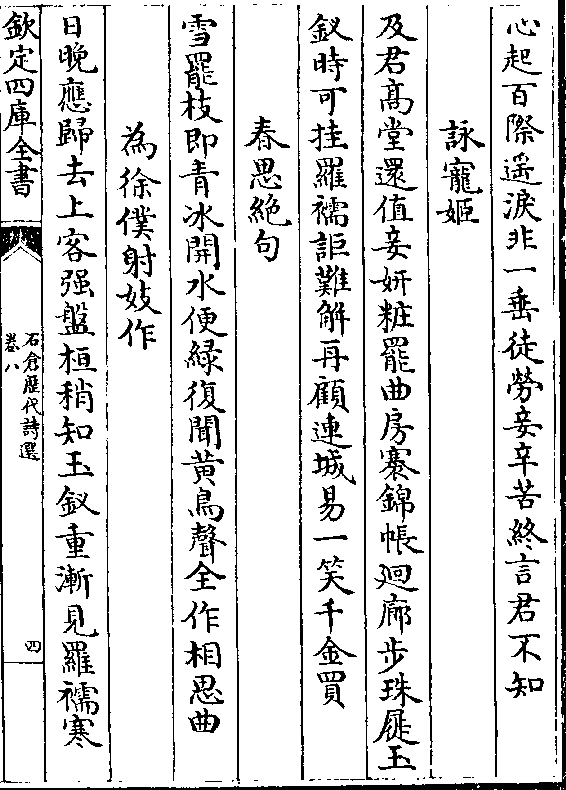 心起百際遥淚非一垂徒勞妾辛苦終言君不知
詠寵姬
及君髙堂還值妾妍粧罷曲房褰錦帳廻廊步珠屣玉
釵時可挂羅襦詎難解再顧連城易一笑千金買
春思絶句
雪罷枝即青冰開水便緑復聞黄鳥聲全作相思曲
為徐僕射妓作
日晚應歸去上客强盤桓稍知玉釵重漸見羅襦寒
欽定四庫全書
石倉歴代詩選
卷八
四